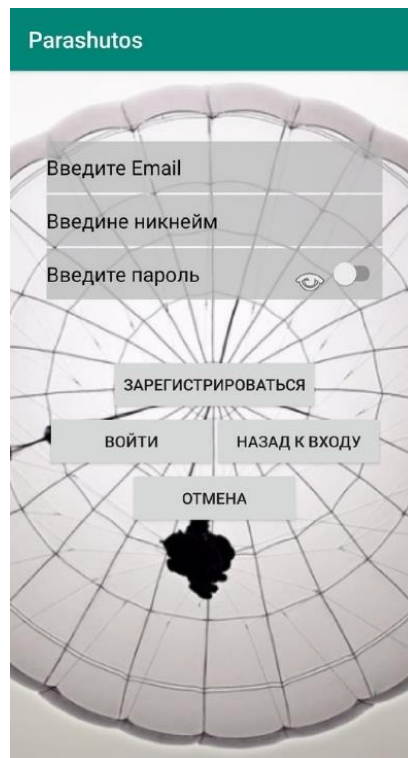 Parashutos
Введите Email
Введине никнейм
Введите пароль
ЗАРЕГИСТРИРОВАТЬСЯ
ВОЙТИ
НАЗАД К ВХОДУ
ОТМЕНА